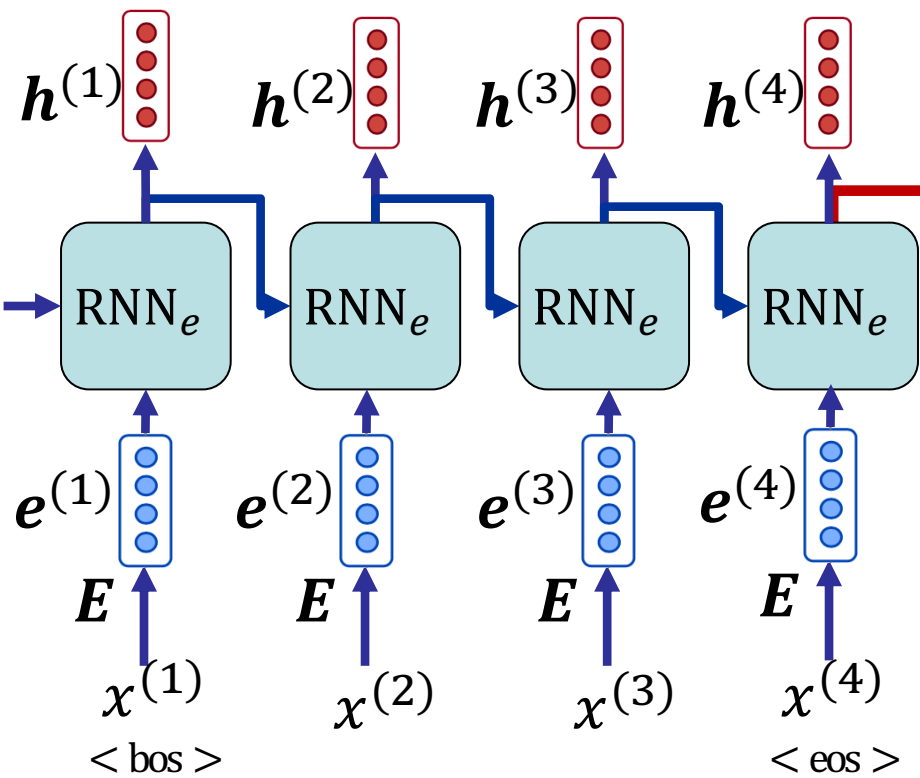 h(1) h(2) h(3) h(4)
RNNe RNNe RNNe RNNe
e(1) e(2) e(3) e(4)
E E E E
x(1) x(2) x(3) x(4)
< bos > < eos >